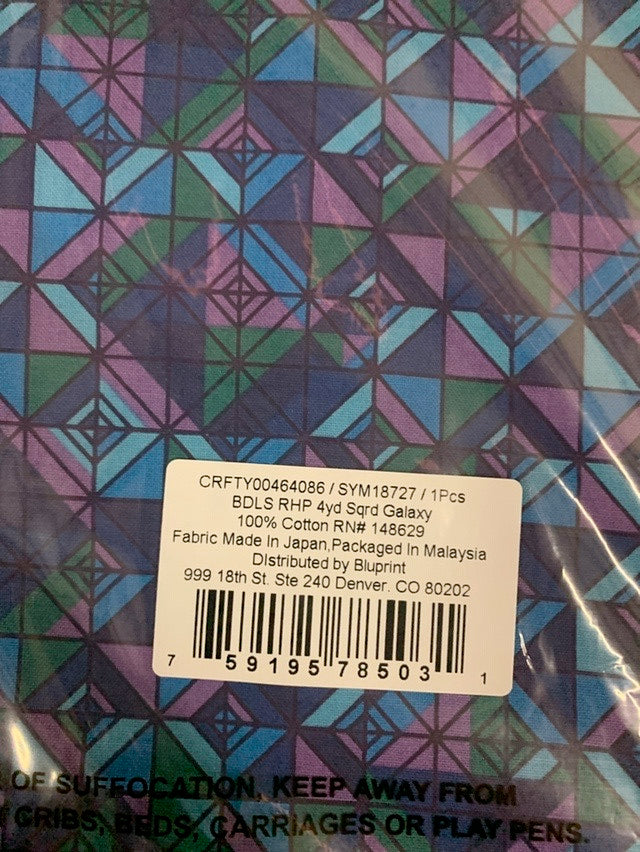 CRFTY00464086 / SYM18727 / 1Pcs
BDLS RHP 4yd Sqrd Galaxy
100% Cotton RN# 148629
Fabric Made In Japan,Packaged In Malaysia
Distributed by Bluprint
999 18th St. Ste 240 Denver. CO 80202
7 59195 78503 1
OF SUFFOCATION, KEEP AWAY FROM
CRIBS, BEDS, CARRIAGES OR PLAY PENS.